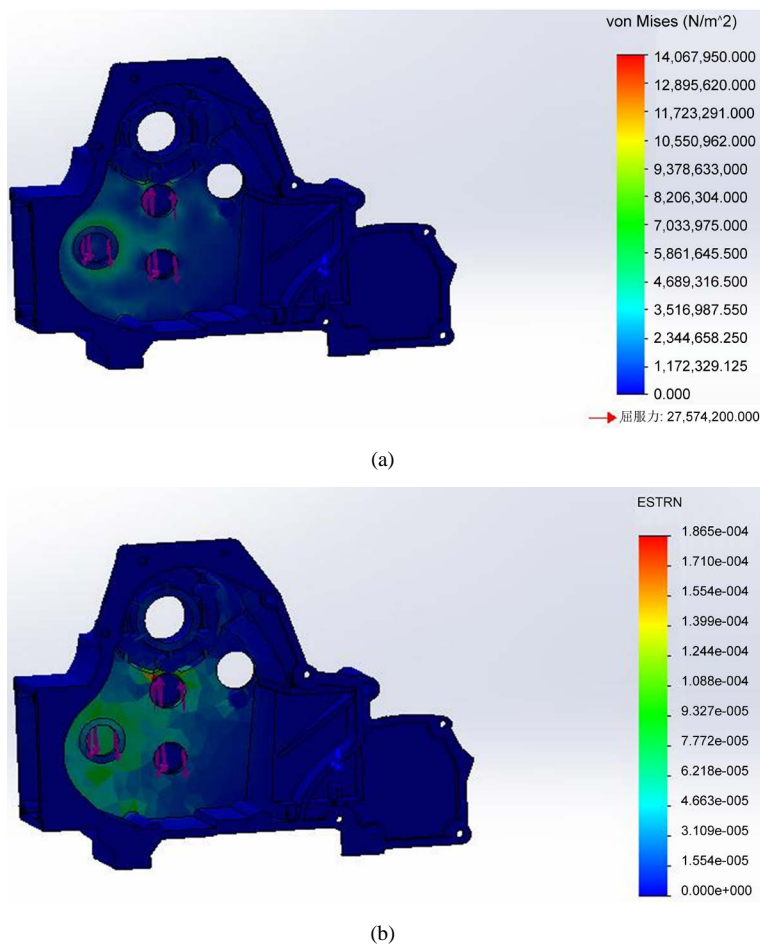 von Mises (N/m^2)
14,067,950.000
12,895,620.000
11,723,291.000
10,550,962.000
9,378,633,000
8,206,304.000
7,033,975.000
5,861,645.500
4,689,316.500
3,516,987.550
2,344,658.250
1,172,329.125
0.000
屈服力: 27,574,200.000
(a)
ESTRN
1.865e-004
1.710e-004
1.554e-004
1.399e-004
1.244e-004
1.088e-004
9.327e-005
7.772e-005
6.218e-005
4.663e-005
3.109e-005
1.554e-005
0.000e+000
(b)